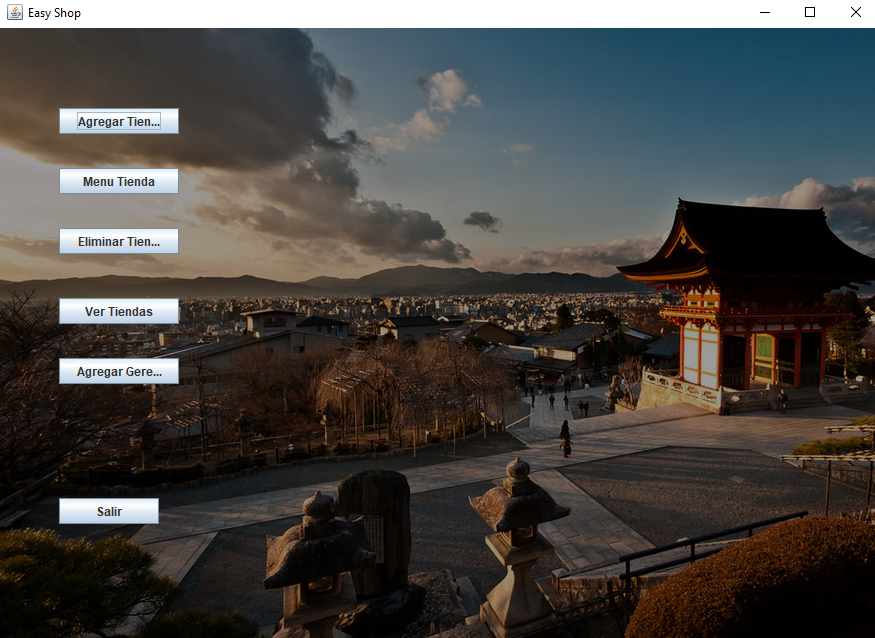 Easy Shop
Agregar Tien...
Menu Tienda
Eliminar Tien...
Ver Tiendas
Agregar Gere...
Salir